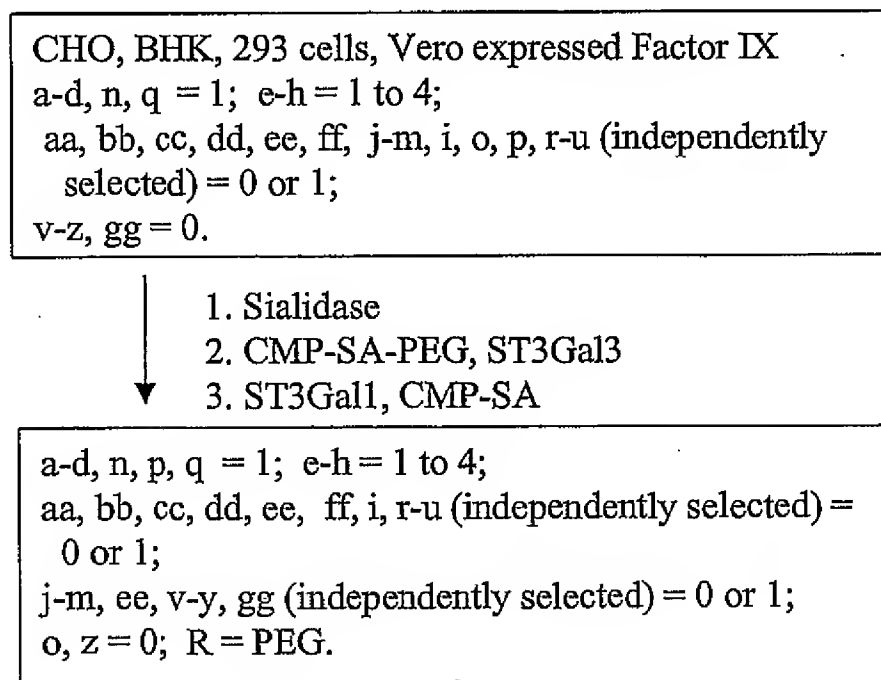 CHO, BHK, 293 cells, Vero expressed Factor IX
a-d, n, q = 1; e-h = 1 to 4;
aa, bb, cc, dd, ee, ff, j-m, i, o, p, r-u (independently
selected) = 0 or 1;
v-z, gg = 0.
1. Sialidase
2. CMP-SA-PEG, ST3Gal3
3. ST3Gal1, CMP-SA
a-d, n, p, q = 1; e-h = 1 to 4;
aa, bb, cc, dd, ee, ff, i, r-u (independently selected) =
0 or 1;
j-m, ee, v-y, gg (independently selected) = 0 or 1;
o, z = 0; R = PEG.